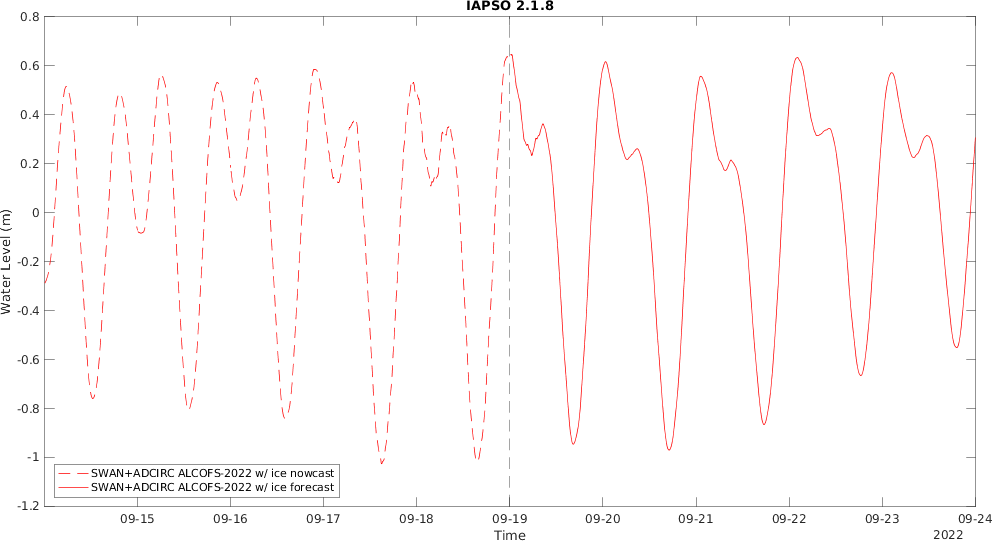 IAPSO 2.1.8
0.8
0.6
0.4
0.2
0
-0.2
-0.4
-0.6
-0.8
-1
-1.2
Water Level (m)
SWAN+ADCIRC ALCOFS-2022 w/ ice nowcast
SWAN+ADCIRC ALCOFS-2022 w/ ice forecast
09-15 09-16 09-17 09-18 09-19 09-20 09-21 09-22 09-23 09-24
Time
2022